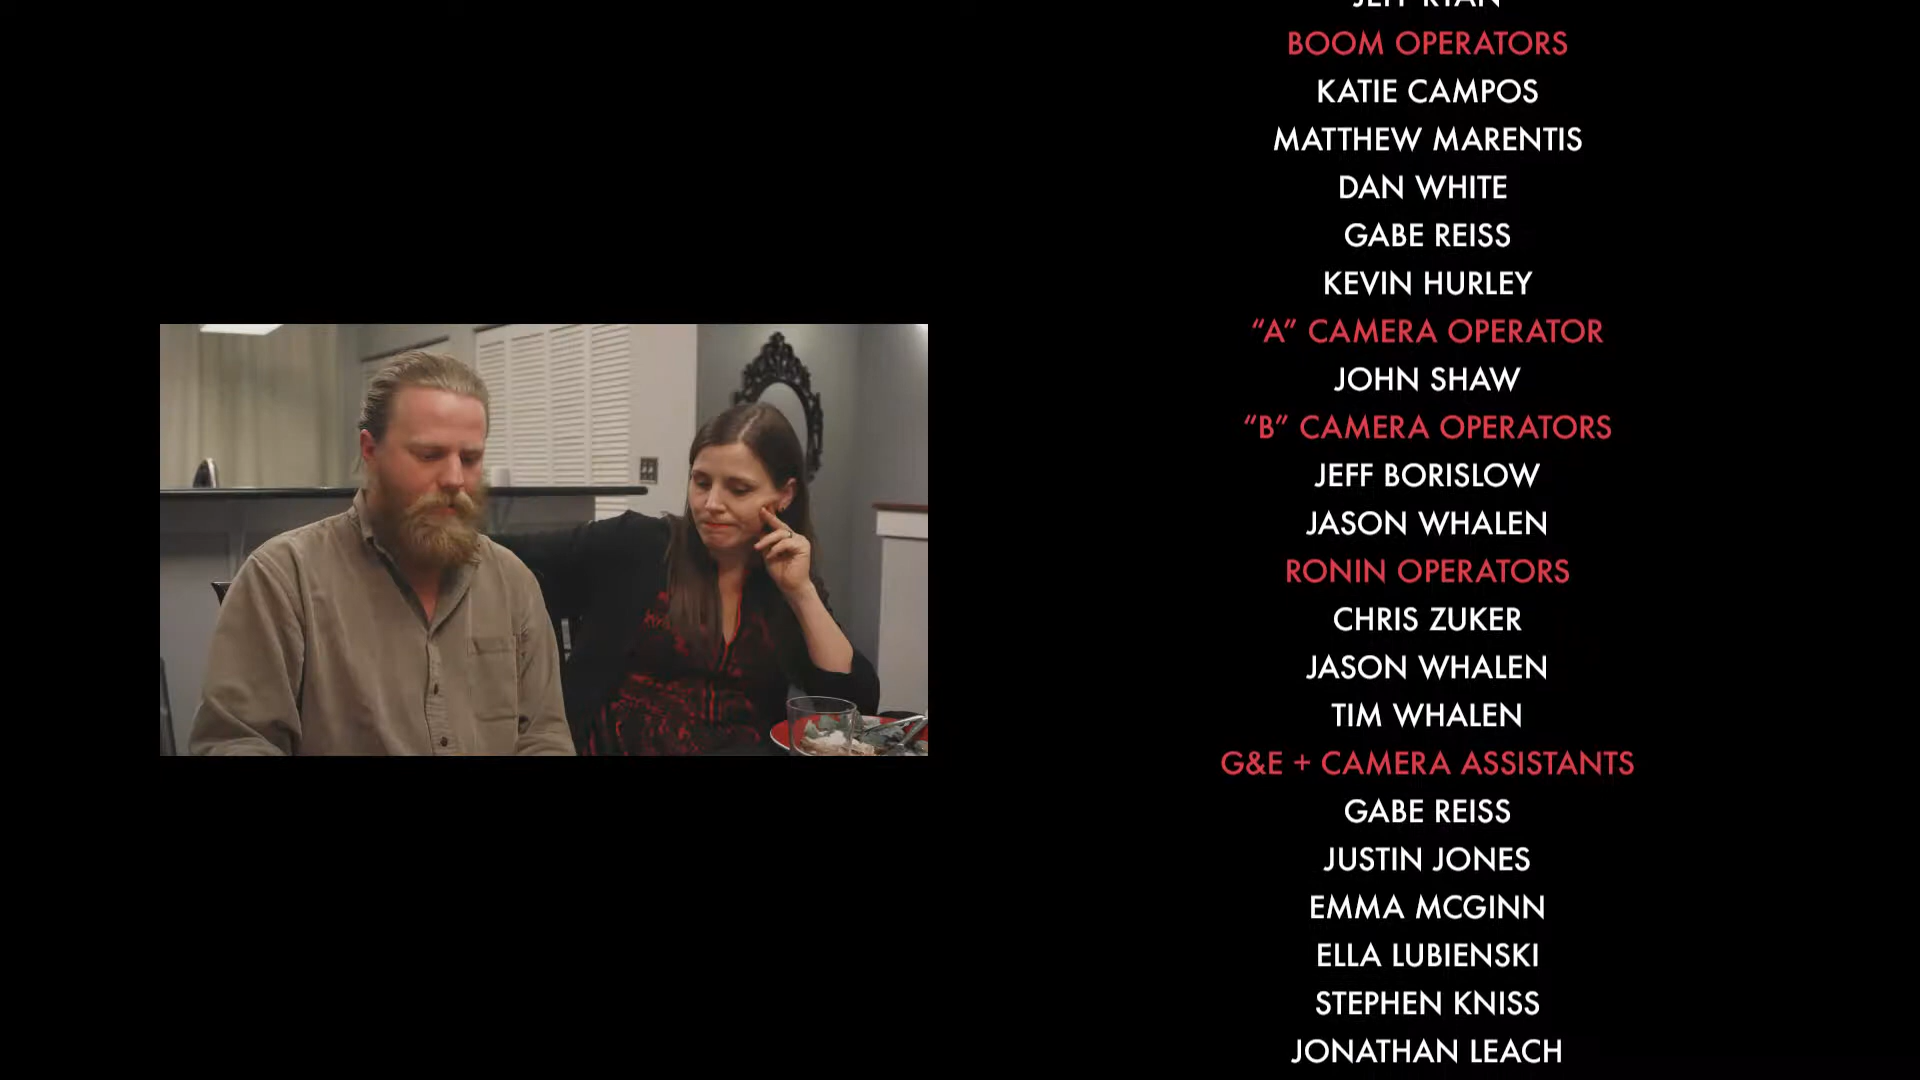 JEFF RYAN
BOOM OPERATORS
KATIE CAMPOS
MATTHEW MARENTIS
DAN WHITE
GABE REISS
KEVIN HURLEY
“A” CAMERA OPERATOR
JOHN SHAW
“B” CAMERA OPERATORS
JEFF BORISLOW
JASON WHALEN
RONIN OPERATORS
CHRIS ZUKER
JASON WHALEN
TIM WHALEN
G&E + CAMERA ASSISTANTS
GABE REISS
JUSTIN JONES
EMMA MCGINN
ELLA LUBIENSKI
STEPHEN KNISS
JONATHAN LEACH